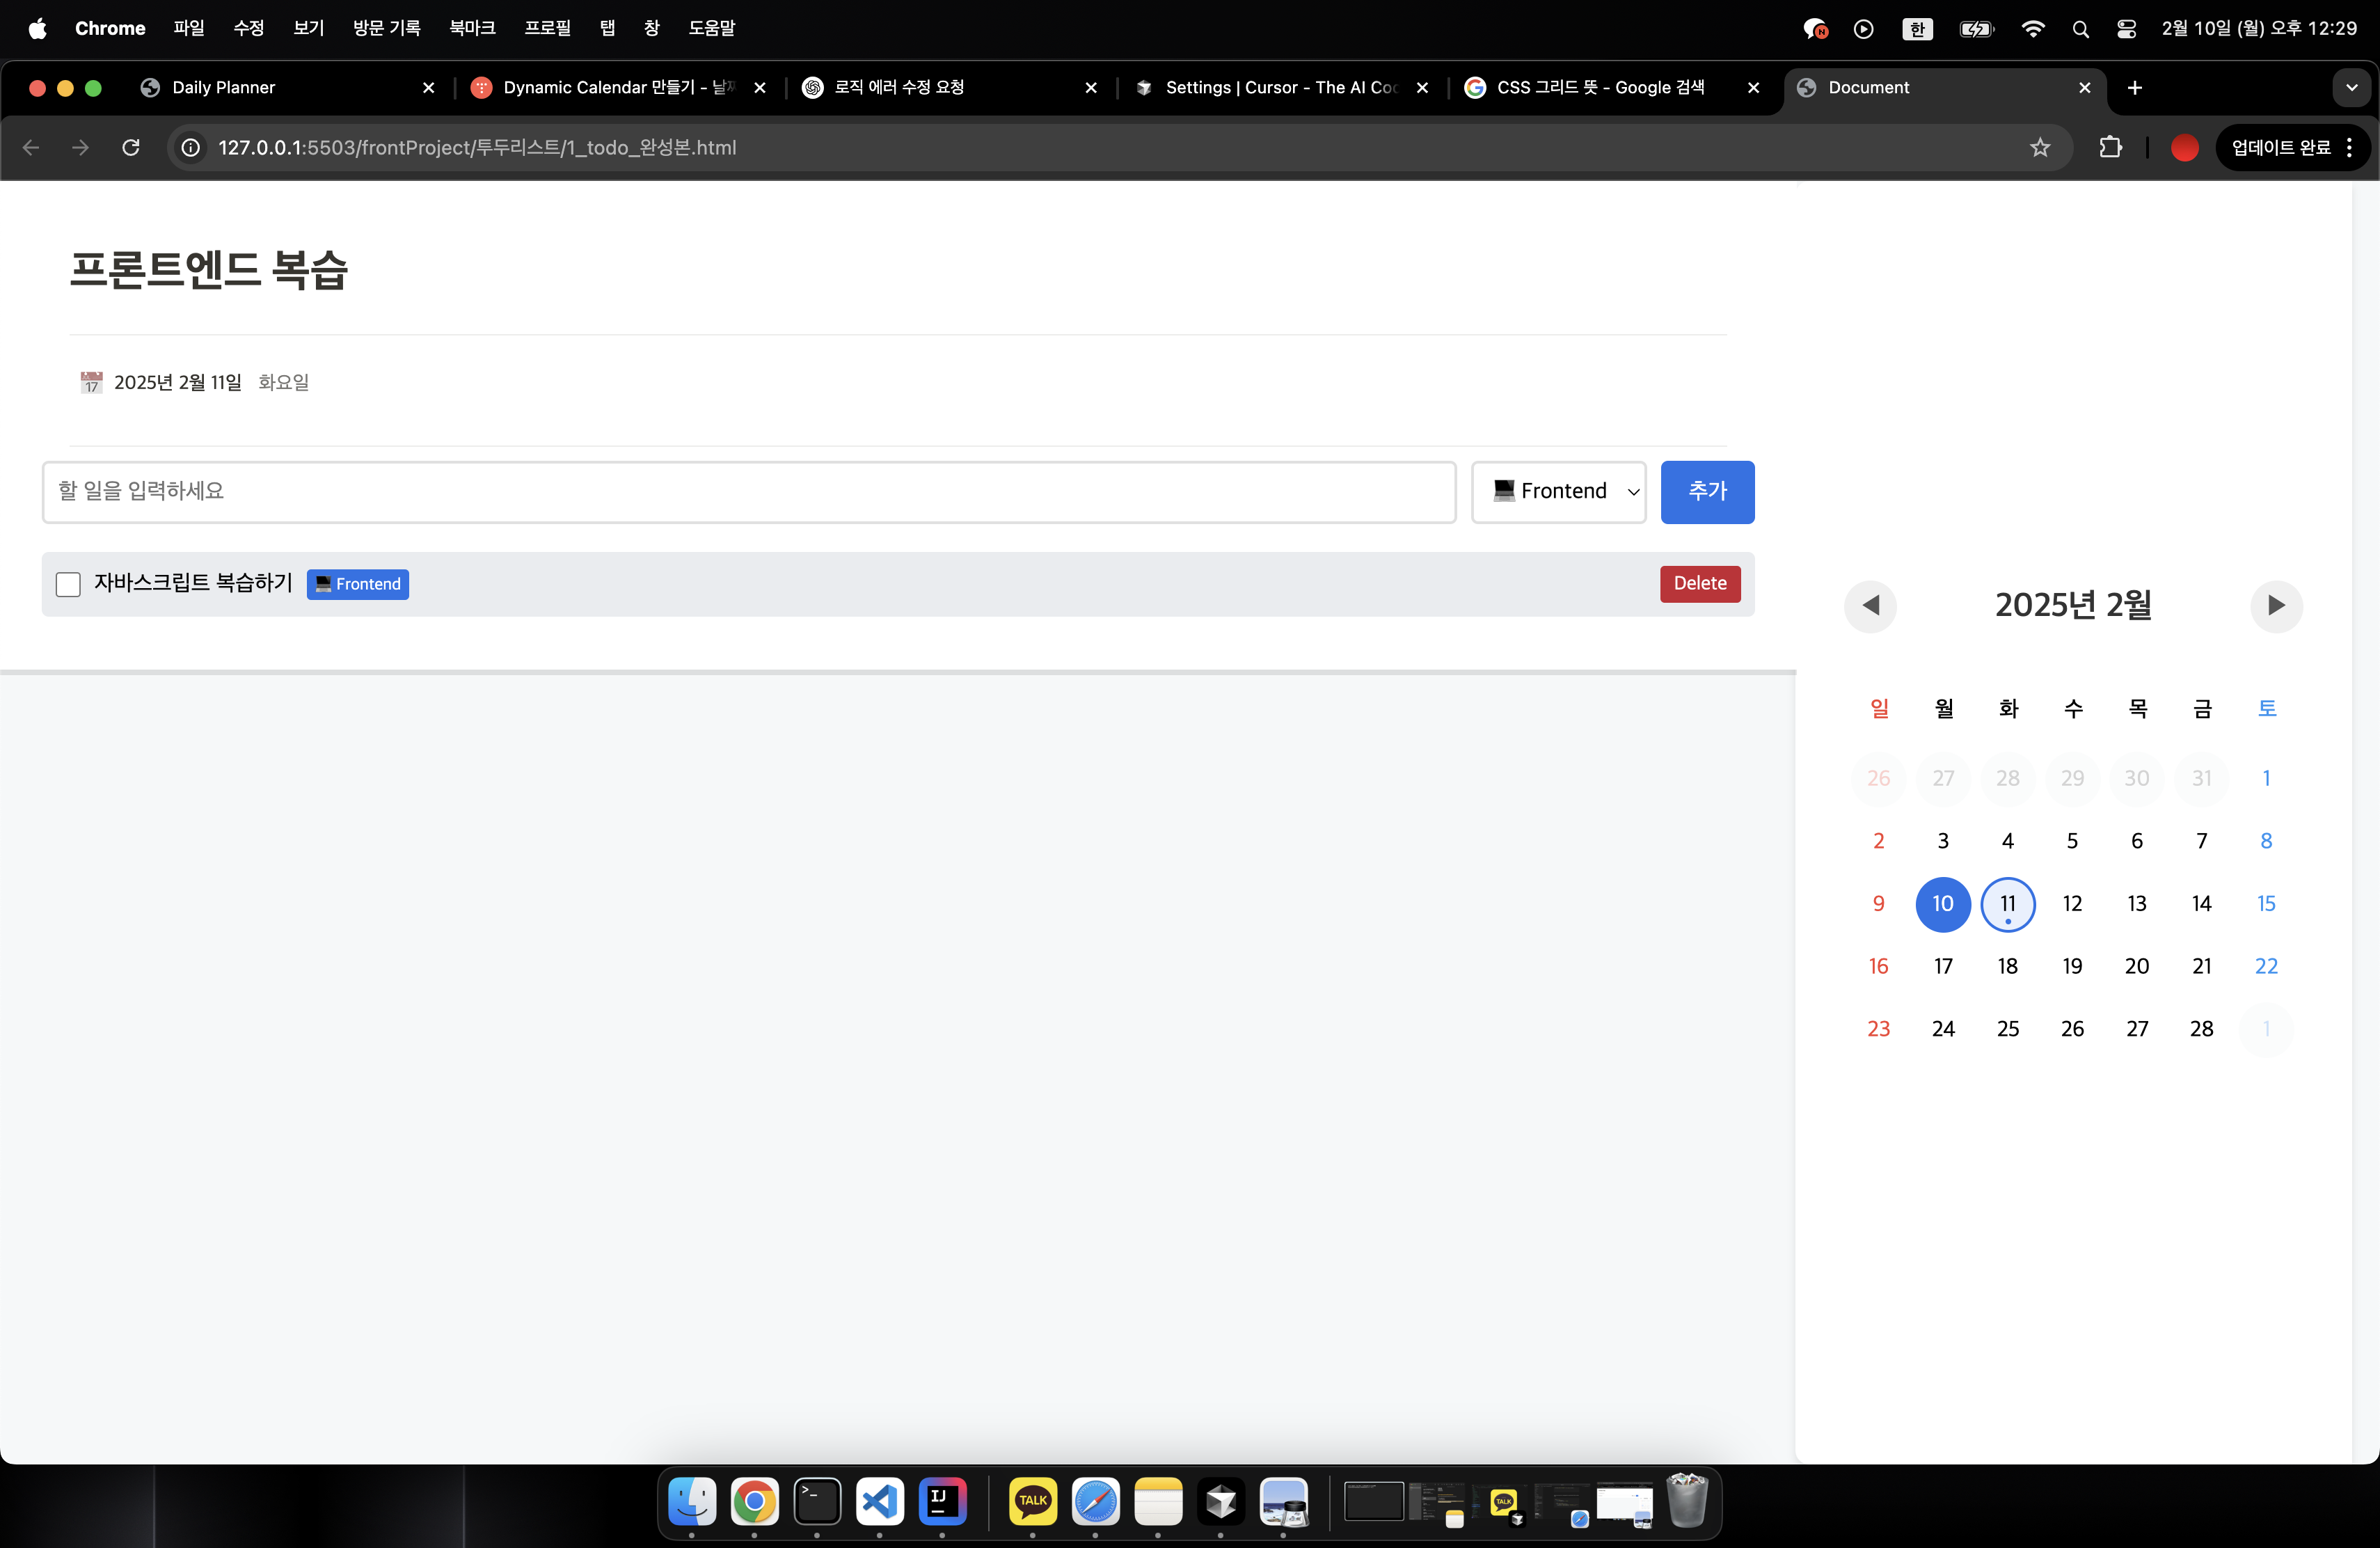 Chrome 파일 수정 보기 방문 기록 북마크 프로필 탭 창 도움말 한 2월 10일 (월) 오후 12:29
Daily Planner Dynamic Calendar 만들기 - 날 로직 에러 수정 요청 Settings | Cursor - The AI Co CSS 그리드 뜻 - Google 검색 Document
127.0.0.1:5503/frontProject/투두리스트/1_todo_완성본.html 업데이트 완료
프론트엔드 복습
17 2025년 2월 11일 화요일
할 일을 입력하세요 Frontend 추가
자바스크립트 복습하기 Frontend Delete
2025년 2월
일 월 화 수 목 금 토
26 27 28 29 30 31 1
2 3 4 5 6 7 8
9 10 11 12 13 14 15
16 17 18 19 20 21 22
23 24 25 26 27 28 1
>_ IJ TALK TALK